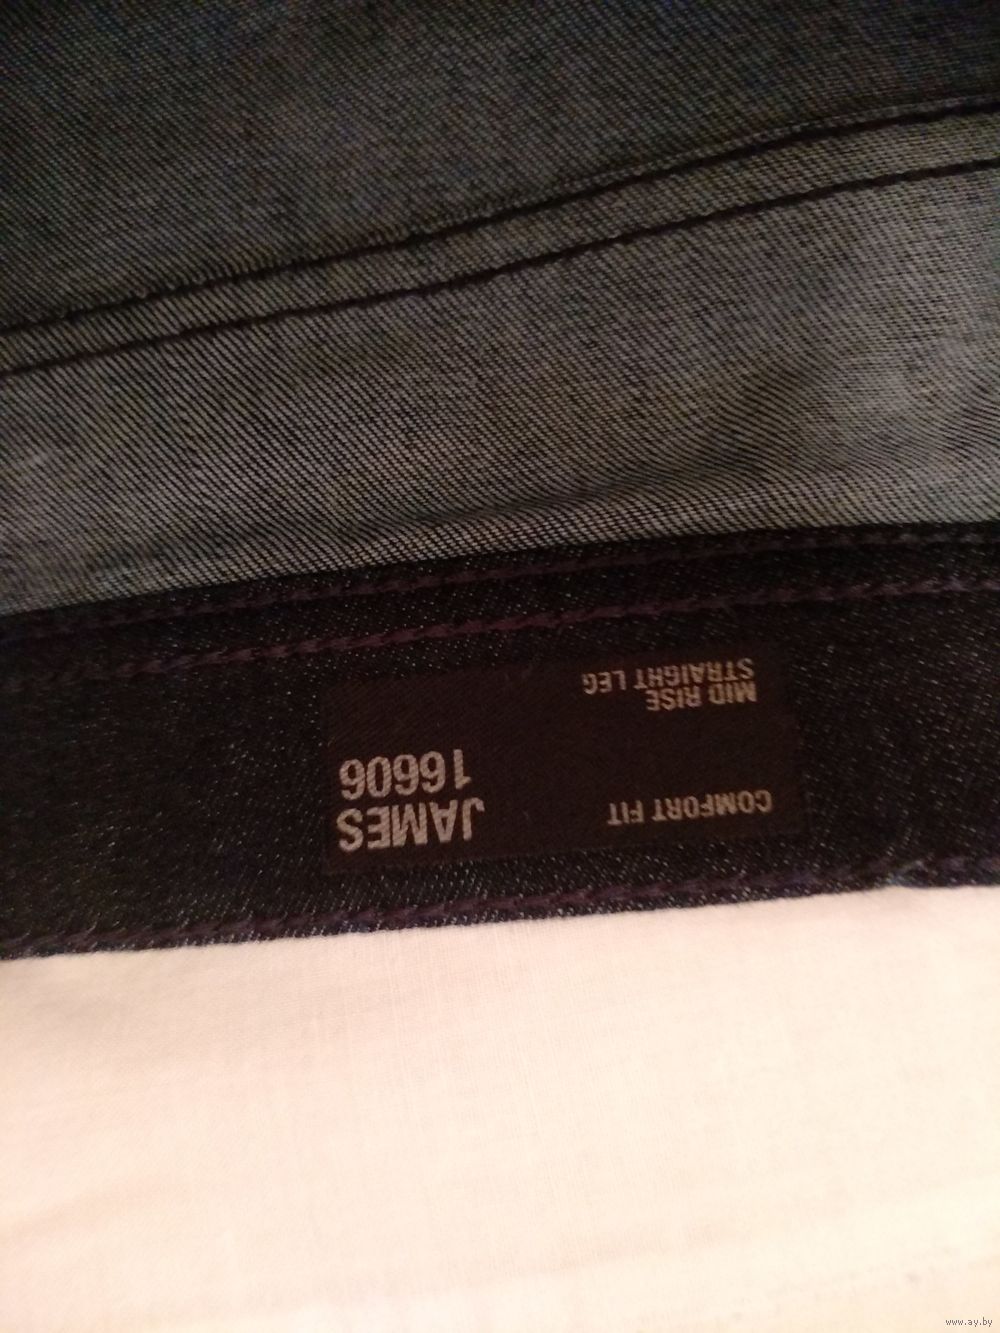 COMFORT FIT
JAMES
16606
MID RISE
STRAIGHT LEG
www.ay.by